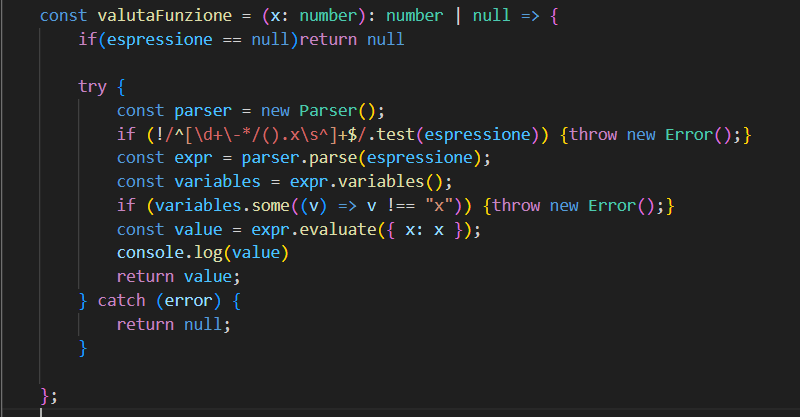 const valutaFunzione = (x: number): number | null => {
if(espressione == null)return null
try {
const parser = new Parser();
if (!/^[\d+\-*/().x\s^]+$/.test(espressione)) {throw new Error();}
const expr = parser.parse(espressione);
const variables = expr.variables();
if (variables.some((v) => v !== "x")) {throw new Error();}
const value = expr.evaluate({ x: x });
console.log(value)
return value;
} catch (error) {
return null;
}
};